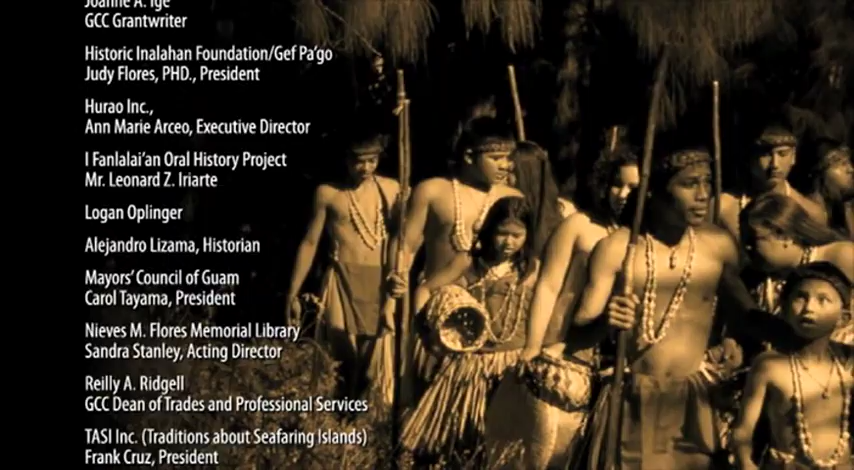 Joanne A. Ige
GCC Grantwriter
Historic Inalahan Foundation/Gef Pa'go
Judy Flores, PHD., President
Hurao Inc.,
Ann Marie Arceo, Executive Director
I Fanlalai'an Oral History Project
Mr. Leonard Z. Iriarte
Logan Oplinger
Alejandro Lizama, Historian
Mayors' Council of Guam
Carol Tayama, President
Nieves M. Flores Memorial Library
Sandra Stanley, Acting Director
Reilly A. Ridgell
GCC Dean of Trades and Professional Services
TASI Inc. (Traditions about Seafaring Islands)
Frank Cruz, President